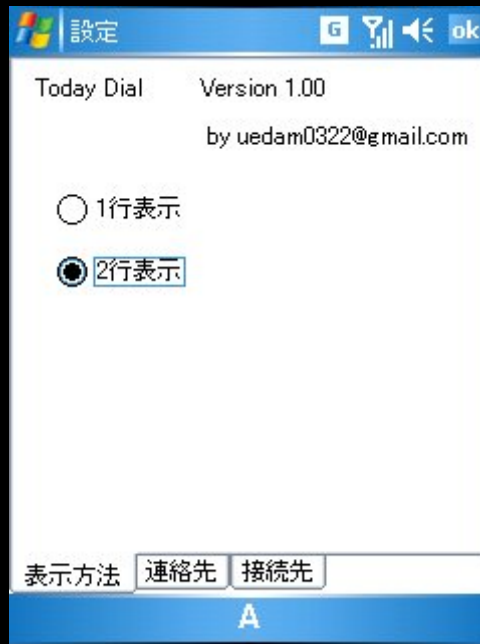 設定 G ok
Today Dial Version 1.00
by uedam0322@gmail.com
1行表示
2行表示
表示方法 連絡先 接続先
A